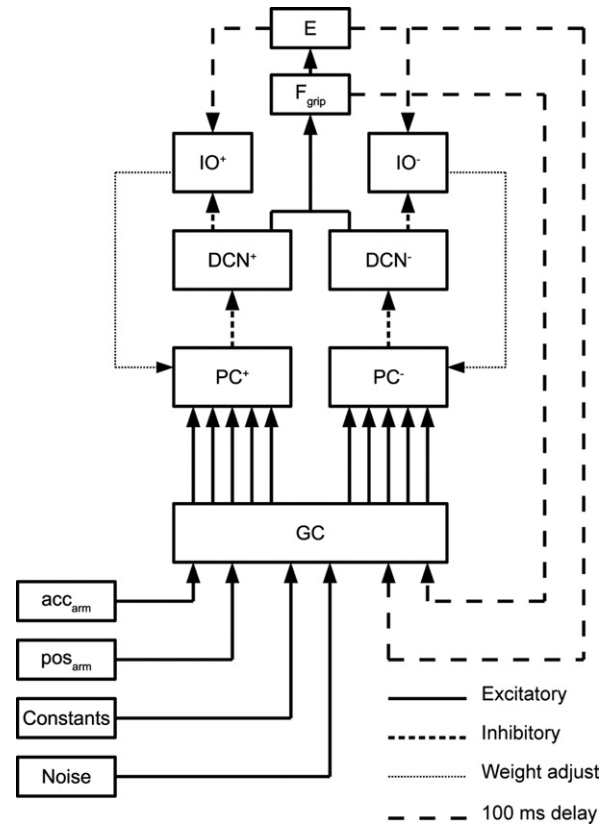 E
F_grip
IO⁺
IO⁻
DCN⁺
DCN⁻
PC⁺
PC⁻
GC
acc_arm
pos_arm
Constants
Noise
Excitatory
Inhibitory
Weight adjust
100 ms delay